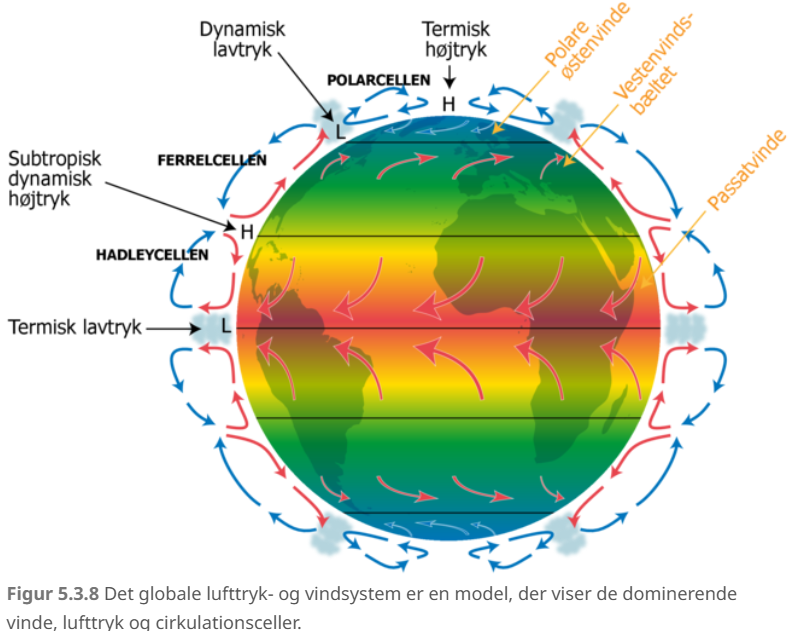 Dynamisk
lavtryk
Termisk
højtryk
Polare
østenvinde
Vestenvinds-
bæltet
POLARCELLEN
H
L
FERRELCELLEN
Subtropisk
dynamisk
højtryk
Passatvinde
H
HADLEYCELLEN
Termisk lavtryk
L
Figur 5.3.8 Det globale lufttryk- og vindsystem er en model, der viser de dominerende
vinde, lufttryk og cirkulationsceller.